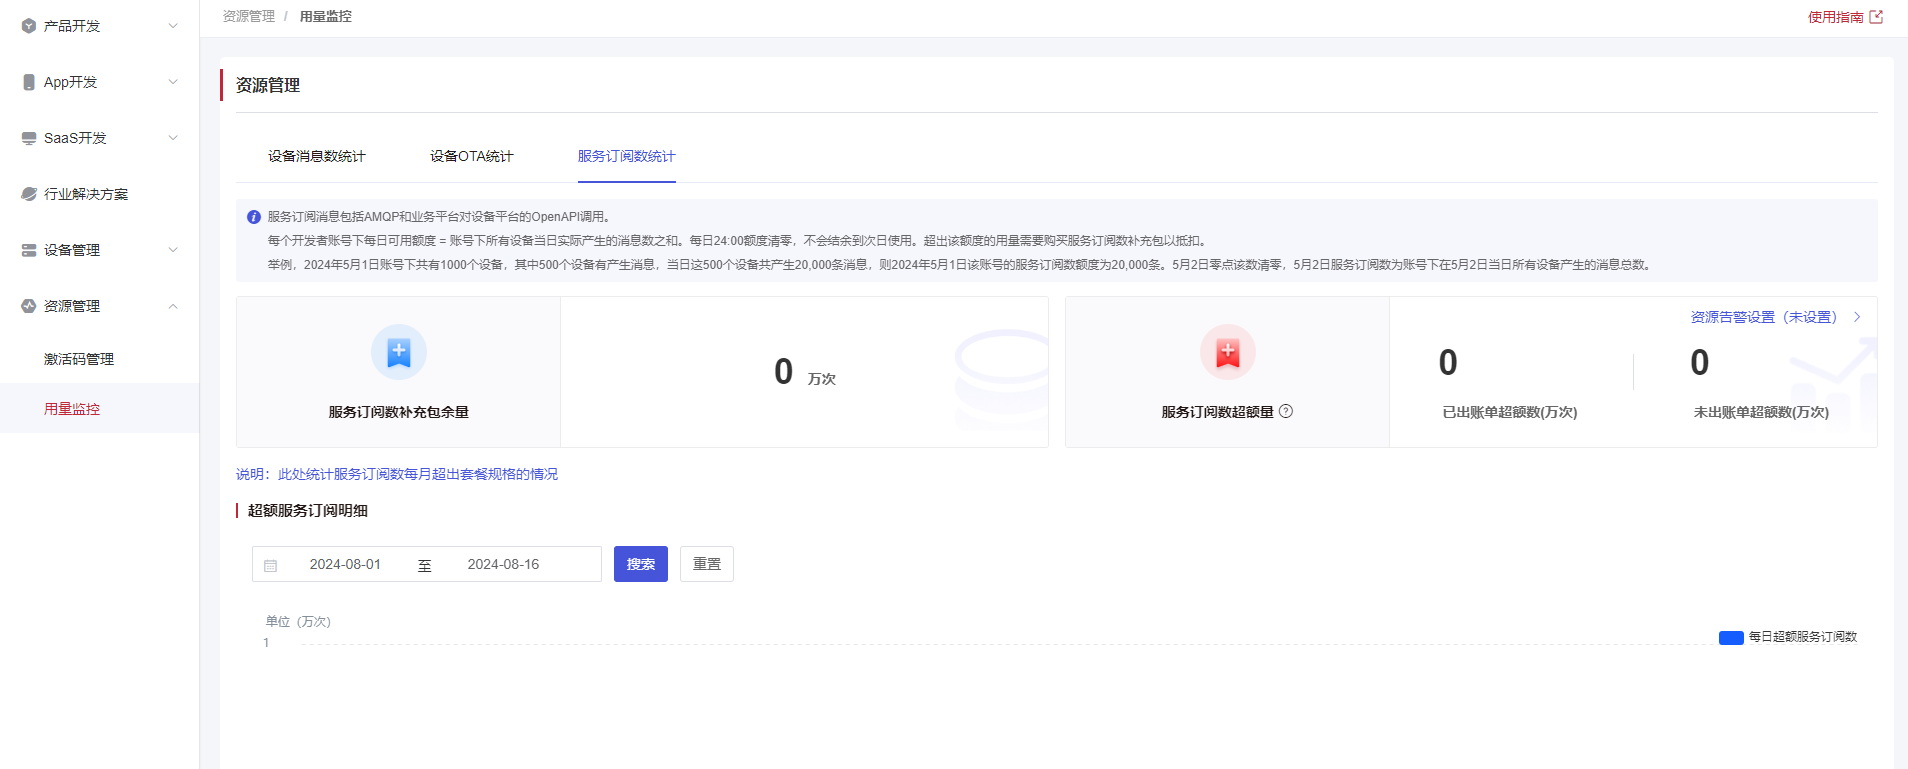 产品开发
App开发
SaaS开发
行业解决方案
设备管理
资源管理
激活码管理
用量监控
资源管理 / 用量监控
使用指南
资源管理
设备消息数统计 设备OTA统计 服务订阅数统计
服务订阅消息包括AMQP和业务平台对设备平台的OpenAPI调用。
每个开发者账号下每日可用额度 = 账号下所有设备当日实际产生的消息数之和。每日24:00额度清零，不会结余到次日使用。超出该额度的用量需要购买服务订阅数补充包以抵扣。
举例，2024年5月1日账号下共有1000个设备，其中500个设备有产生消息，当日这500个设备共产生20,000条消息，则2024年5月1日该账号的服务订阅数额度为20,000条。5月2日零点该数清零，5月2日服务订阅数为账号下在5月2日当日所有设备产生的消息总数。
服务订阅数补充包余量
0 万次
服务订阅数超额量
资源告警设置（未设置）
0
已出账单超额数(万次)
0
未出账单超额数(万次)
说明：此处统计服务订阅数每月超出套餐规格的情况
超额服务订阅明细
2024-08-01 至 2024-08-16 搜索 重置
单位（万次）
1
每日超额服务订阅数